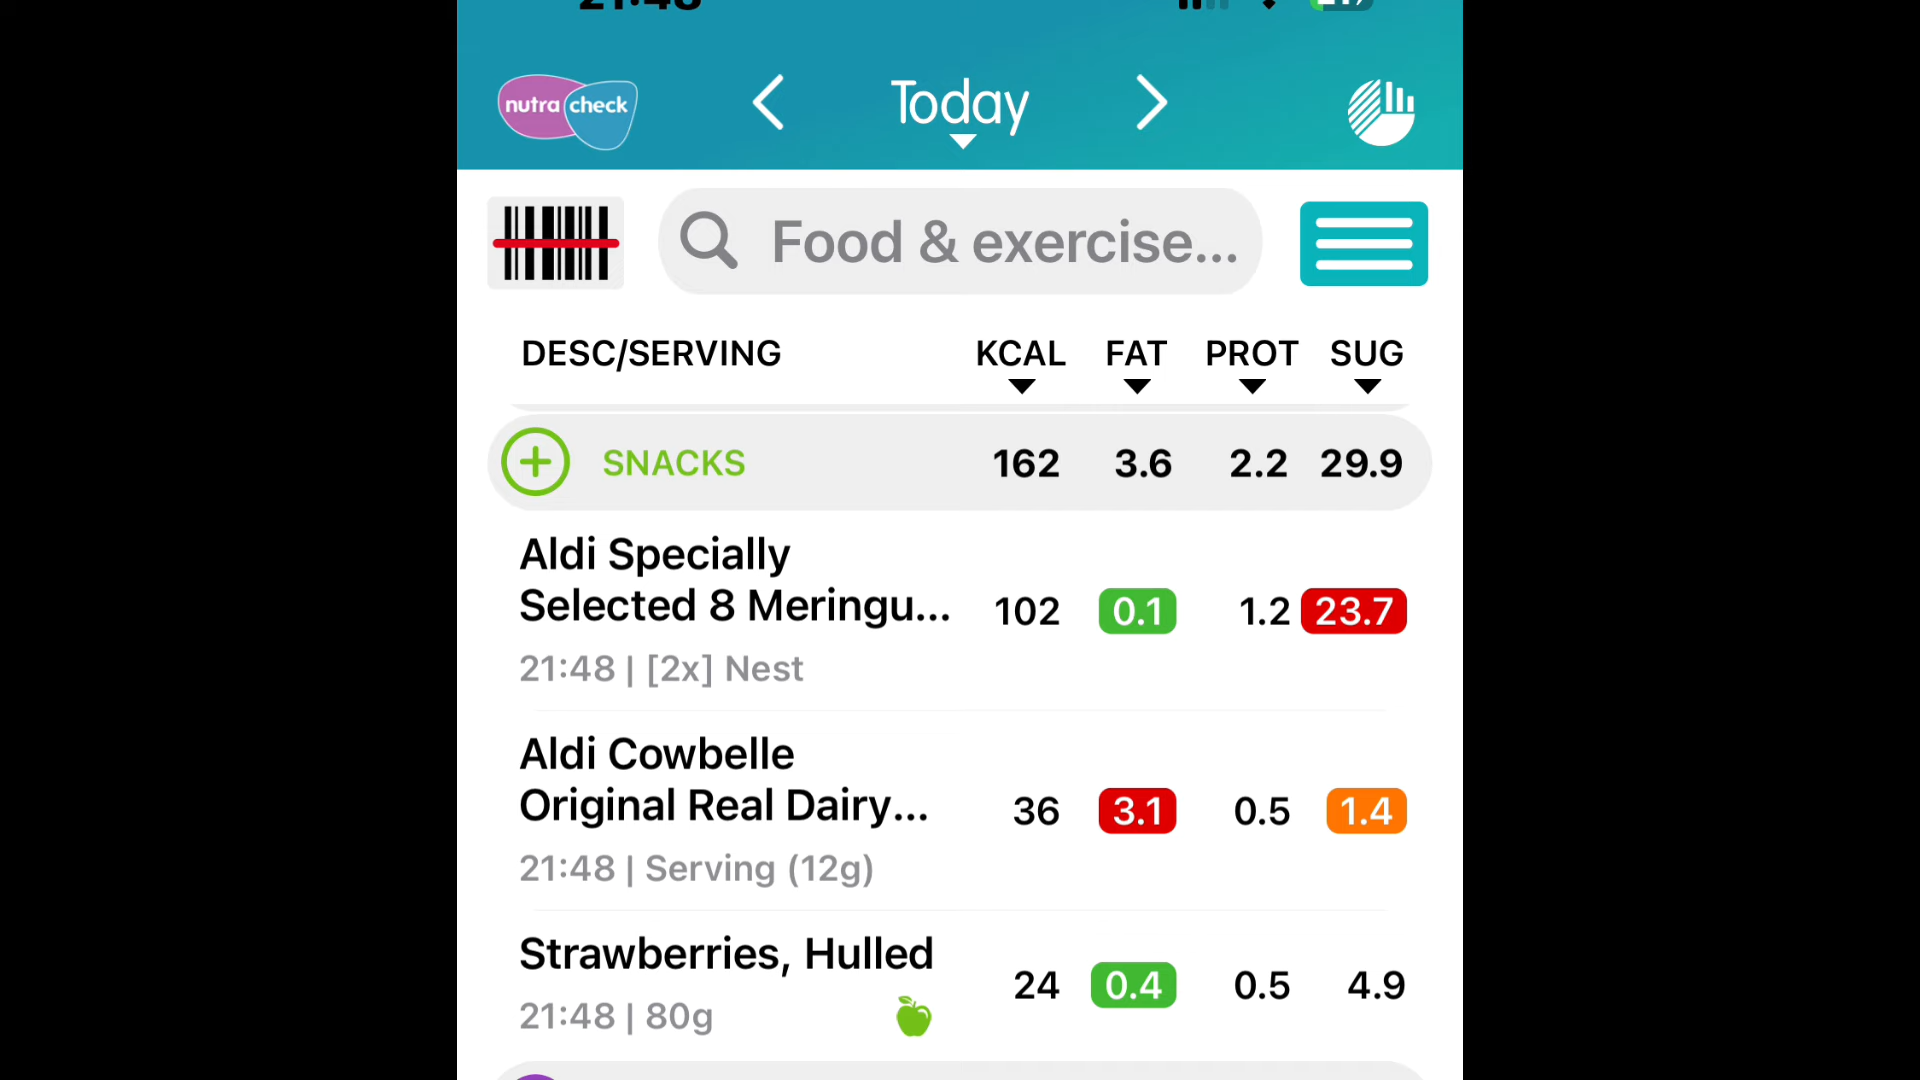 21:48
nutra check
Today
Food & exercise...
DESC/SERVING KCAL FAT PROT SUG
SNACKS 162 3.6 2.2 29.9
Aldi Specially
Selected 8 Meringu... 102 0.1 1.2 23.7
21:48 | [2x] Nest
Aldi Cowbelle
Original Real Dairy... 36 3.1 0.5 1.4
21:48 | Serving (12g)
Strawberries, Hulled 24 0.4 0.5 4.9
21:48 | 80g